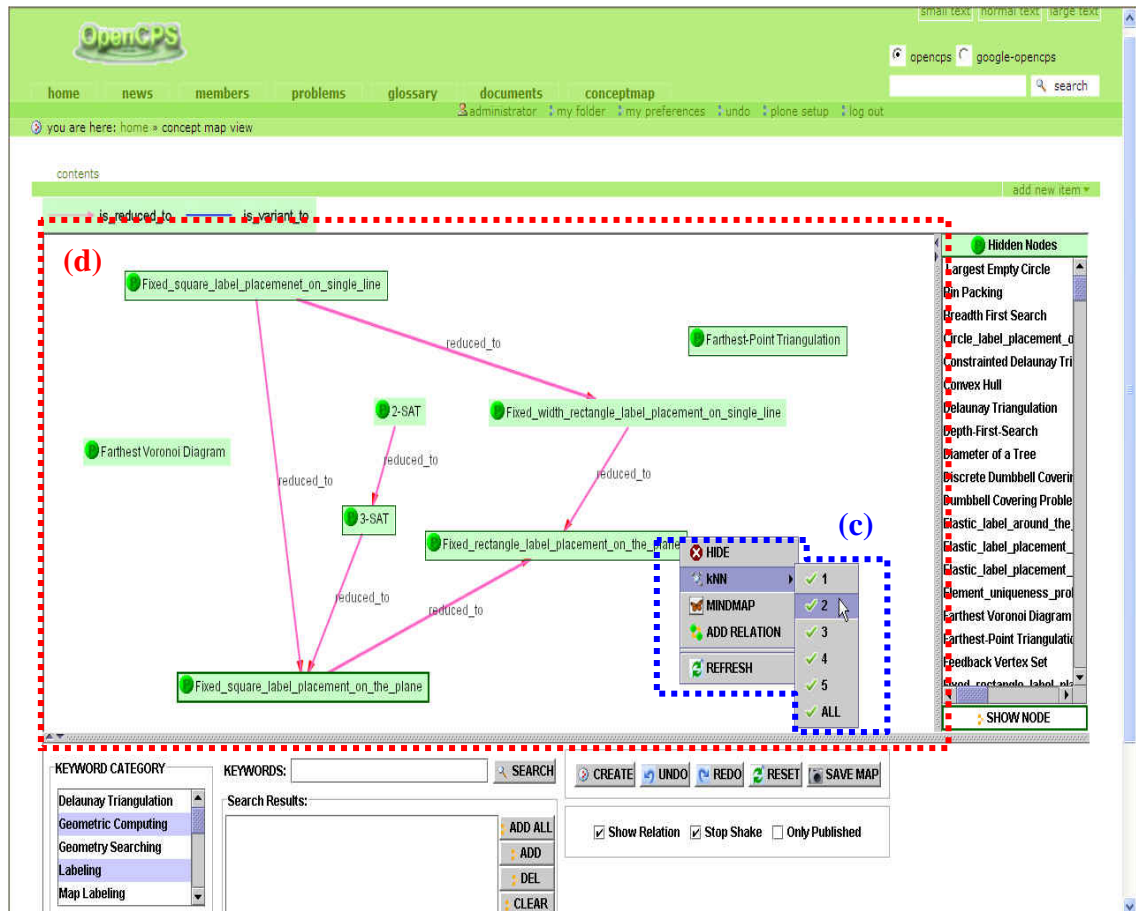 small text normal text large text
OpenCPS
opencps google-opencps
search
home news members problems glossary documents conceptmap
administrator my folder my preferences undo plone setup log out
you are here: home » concept map view
contents
add new item
is_reduced_to is_variant_to
(d)
Hidden Nodes
Fixed_square_label_placemenet_on_single_line
reduced_to
Farthest-Point Triangulation
2-SAT
Fixed_width_rectangle_label_placement_on_single_line
Farthest Voronoi Diagram
reduced_to
reduced_to
reduced_to
3-SAT
(c)
Fixed_rectangle_label_placement_on_the_plane
HIDE
kNN
MINDMAP
ADD RELATION
REFRESH
1
2
3
4
5
ALL
reduced_to
reduced_to
Fixed_square_label_placement_on_the_plane
Largest Empty Circle
Bin Packing
Breadth First Search
Circle_label_placement_o
Constrainted Delaunay Tri
Convex Hull
Delaunay Triangulation
Depth-First-Search
Diameter of a Tree
Discrete Dumbbell Coverin
Dumbbell Covering Proble
Elastic_label_around_the_
Elastic_label_placement_
Elastic_label_placement_
Element_uniqueness_prol
Farthest Voronoi Diagram
Farthest-Point Triangulatio
Feedback Vertex Set
Fixed_rectangle_label_pla
SHOW NODE
KEYWORD CATEGORY
Delaunay Triangulation
Geometric Computing
Geometry Searching
Labeling
Map Labeling
KEYWORDS:
SEARCH
Search Results:
ADD ALL
ADD
DEL
CLEAR
CREATE UNDO REDO RESET SAVE MAP
Show Relation Stop Shake Only Published